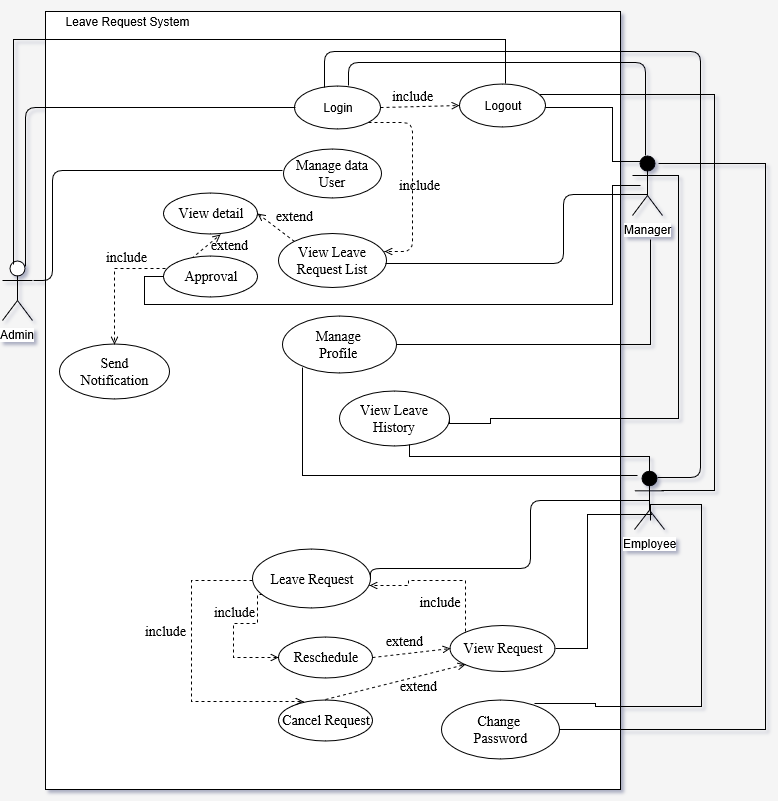 Leave Request System
include
Login
Logout
Manage data
User
include
View detail
extend
Manager
extend
View Leave
Request List
include
Approval
Admin
Manage
Profile
Send
Notification
View Leave
History
Employee
Leave Request
include
include
include
extend
View Request
Reschedule
extend
Cancel Request
Change
Password